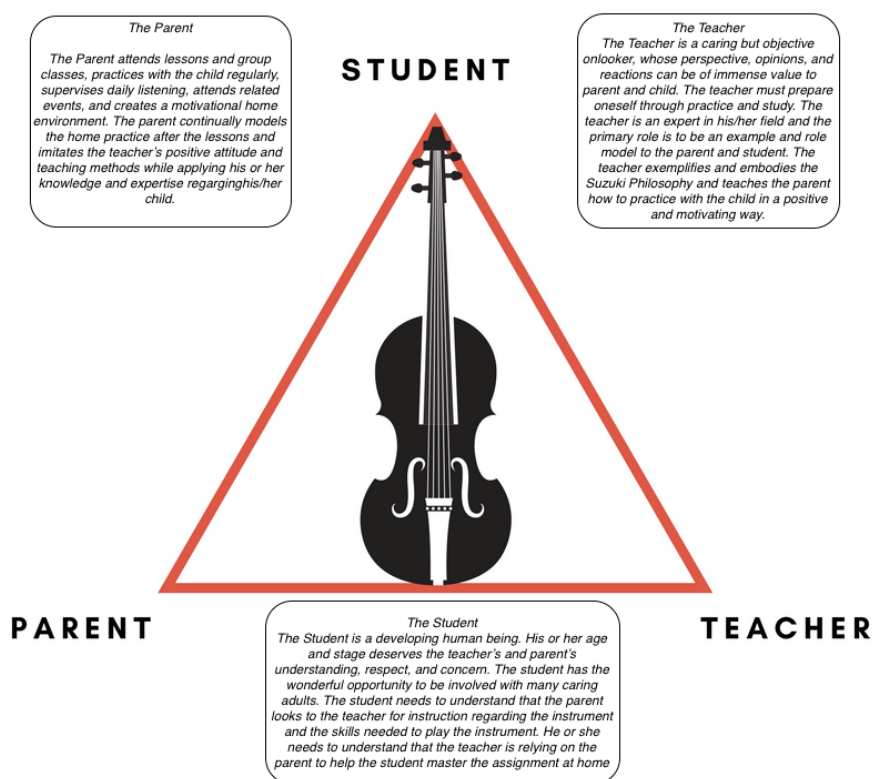 The Parent
The Parent attends lessons and group
classes, practices with the child regularly,
supervises daily listening, attends related
events, and creates a motivational home
environment. The parent continually models
the home practice after the lessons and
imitates the teacher's positive attitude and
teaching methods while applying his or her
knowledge and expertise regarginghis/her
child.
STUDENT
The Teacher
The Teacher is a caring but objective
onlooker, whose perspective, opinions, and
reactions can be of immense value to
parent and child. The teacher must prepare
oneself through practice and study. The
teacher is an expert in his/her field and the
primary role is to be an example and role
model to the parent and student. The
teacher exemplifies and embodies the
Suzuki Philosophy and teaches the parent
how to practice with the child in a positive
and motivating way.
PARENT
TEACHER
The Student
The Student is a developing human being. His or her age
and stage deserves the teacher's and parent's
understanding, respect, and concern. The student has the
wonderful opportunity to be involved with many caring
adults. The student needs to understand that the parent
looks to the teacher for instruction regarding the instrument
and the skills needed to play the instrument. He or she
needs to understand that the teacher is relying on the
parent to help the student master the assignment at home